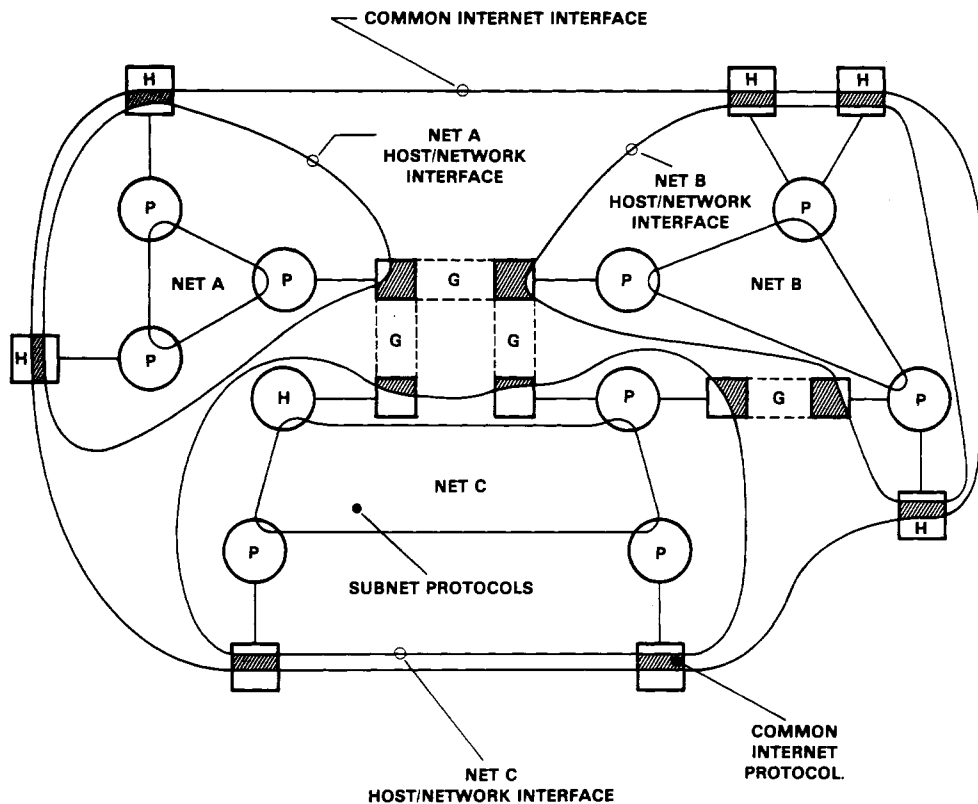 COMMON INTERNET INTERFACE
H
H
H
NET A
HOST/NETWORK
INTERFACE
NET B
HOST/NETWORK
INTERFACE
P
P
NET A
P
G
P
NET B
H
P
G
G
H
P
G
P
NET C
H
P
P
SUBNET PROTOCOLS
COMMON
INTERNET
PROTOCOL.
NET C
HOST/NETWORK INTERFACE